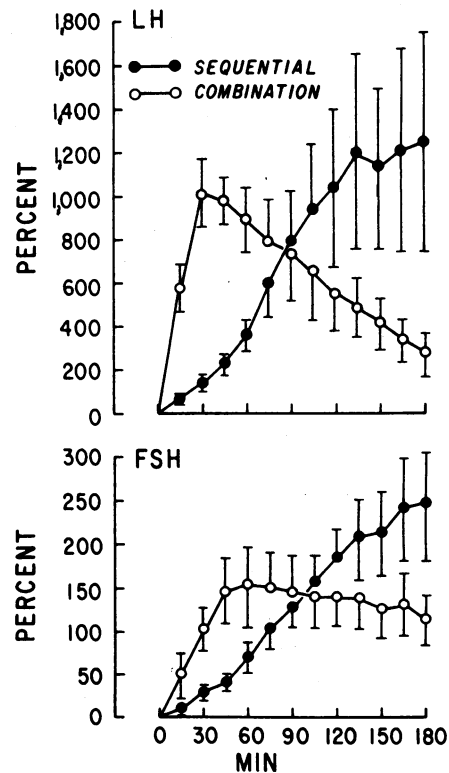 LH
1,800
1,600
1,400
1,200
1,000
800
600
400
200
0
PERCENT
SEQUENTIAL
COMBINATION
FSH
300
250
200
150
100
50
0
PERCENT
0 30 60 90 120 150 180
MIN